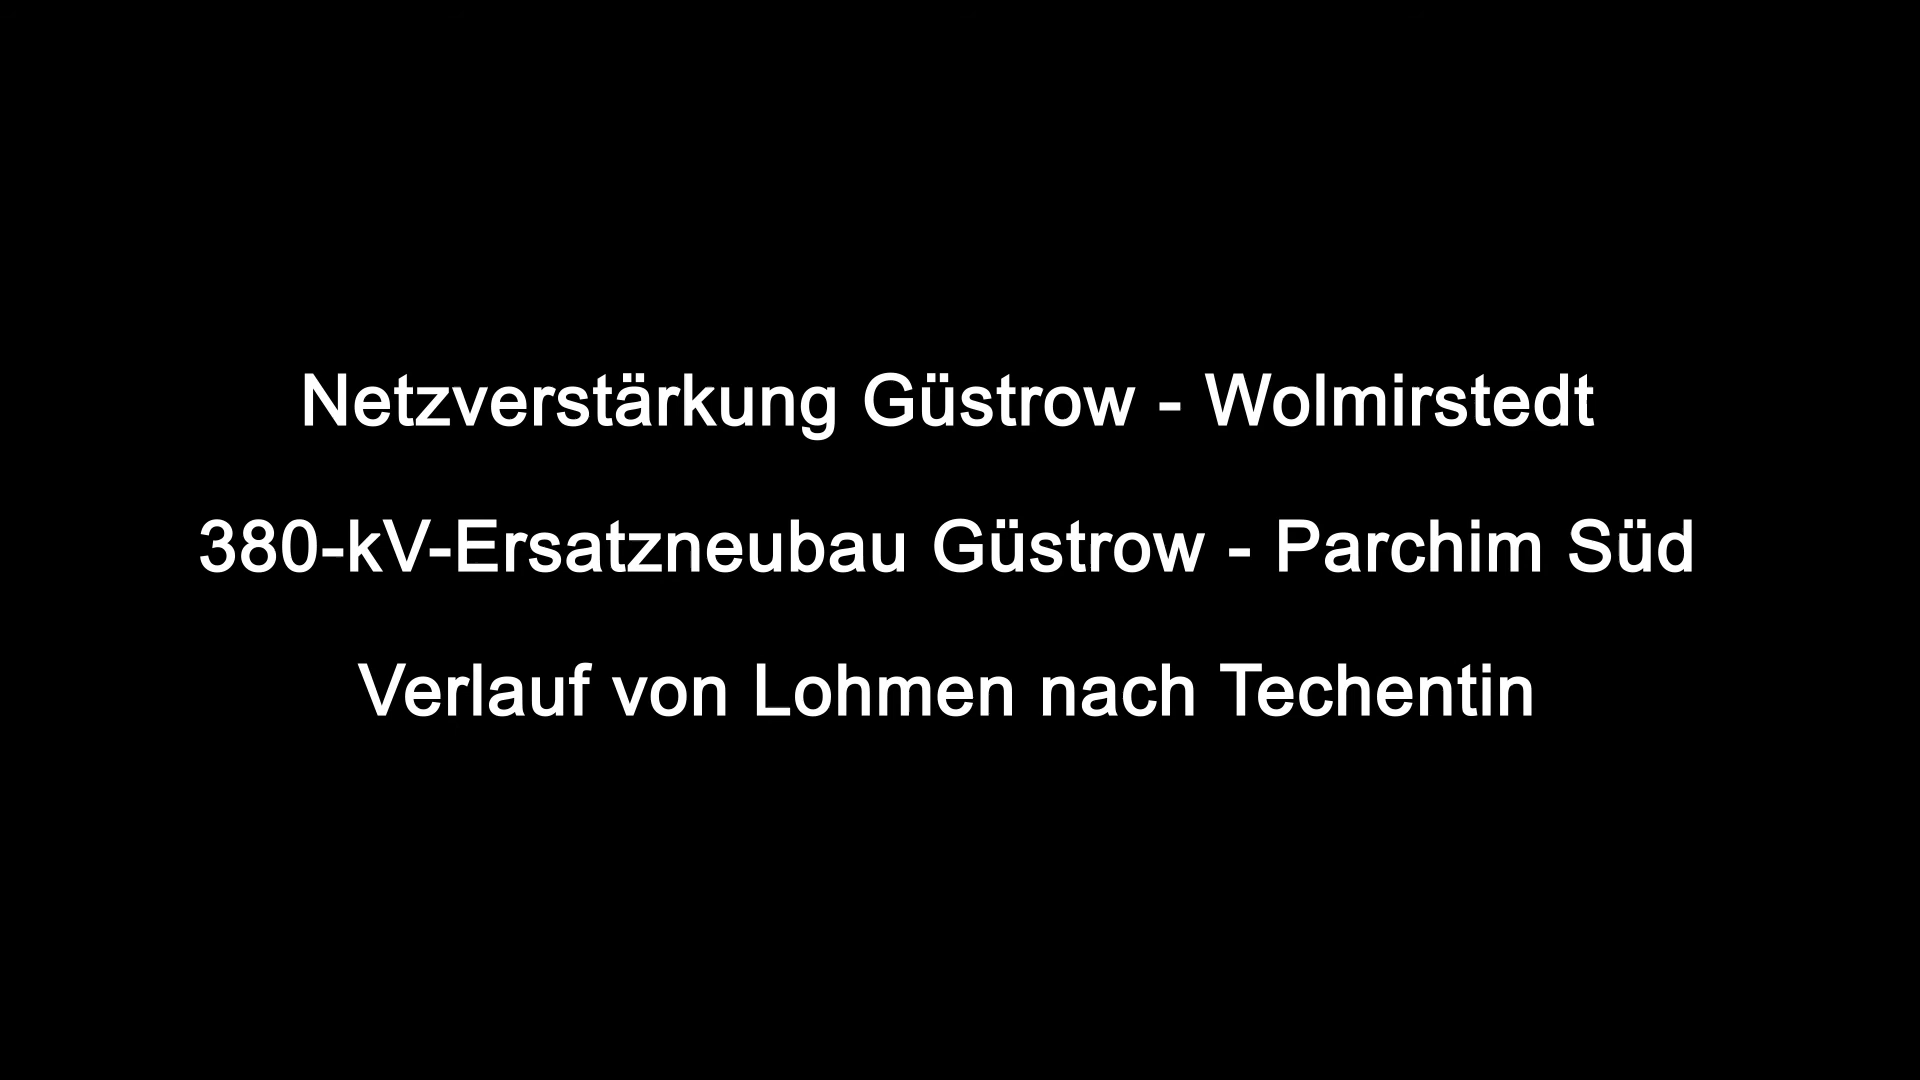 Netzverstärkung Güstrow - Wolmirstedt
380-kV-Ersatzneubau Güstrow - Parchim Süd
Verlauf von Lohmen nach Techentin